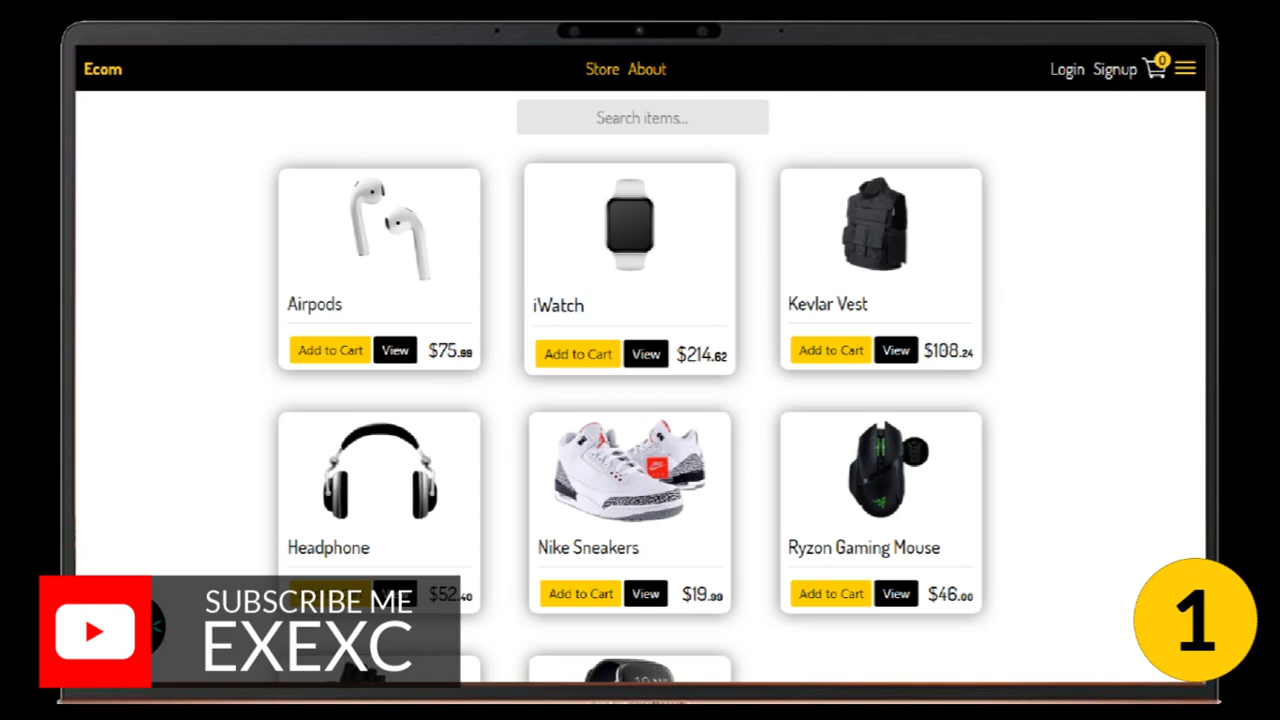 Ecom
Store About
Login Signup 0
Search items...
Airpods
Add to Cart View $75.99
iWatch
Add to Cart View $214.62
Kevlar Vest
Add to Cart View $108.24
Headphone
$52.40
Nike Sneakers
Add to Cart View $19.99
Ryzon Gaming Mouse
Add to Cart View $46.00
SUBSCRIBE ME
EXEXC
1